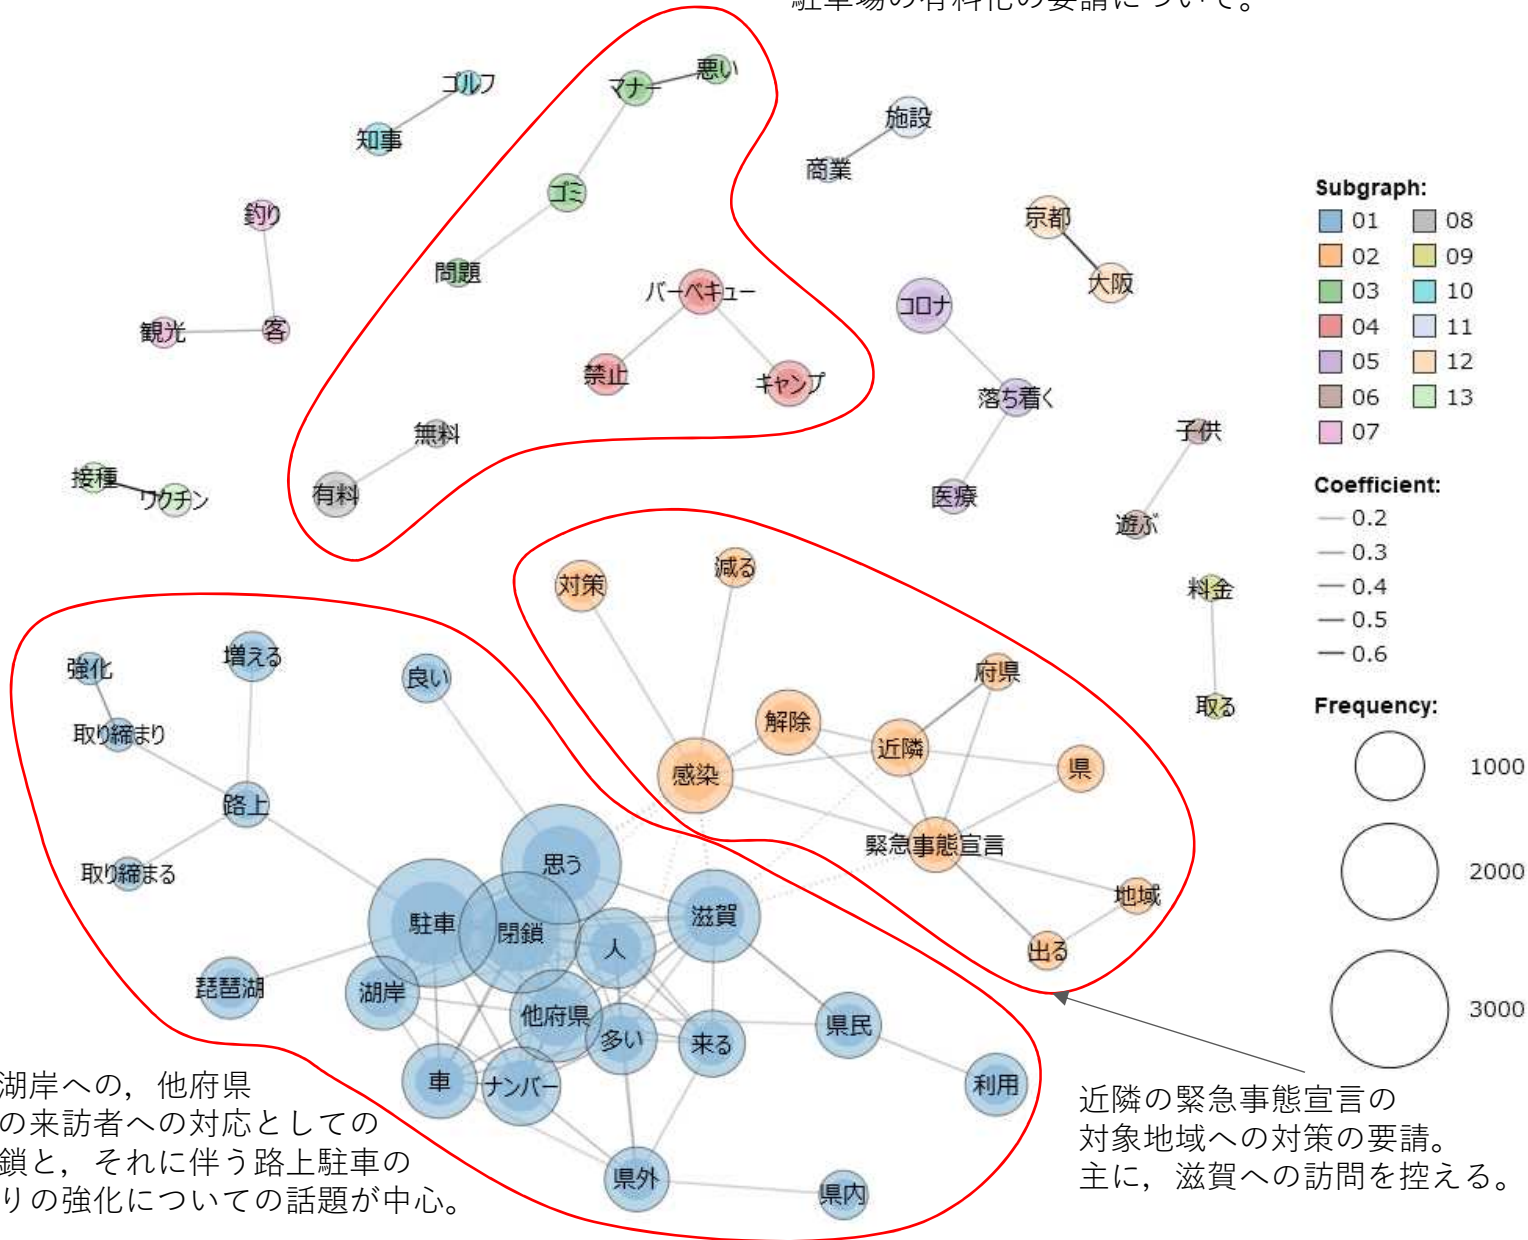 駐車場の有料化の要請について。
ゴルフ
知事
マナー
悪い
ゴミ
問題
施設
商業
釣り
観光
客
京都
大阪
バーベキュー
禁止
キャンプ
コロナ
落ち着く
医療
無料
有料
接種
ワクチン
子供
遊ぶ
料金
取る
対策
減る
解除
感染
近隣
府県
県
緊急事態宣言
地域
出る
強化
増える
良い
取り締まり
路上
取り締まる
思う
駐車
閉鎖
人
滋賀
琵琶湖
湖岸
他府県
多い
来る
県民
車
ナンバー
利用
県外
県内
Subgraph:
01 08
02 09
03 10
04 11
05 12
06 13
07
Coefficient:
0.2
0.3
0.4
0.5
0.6
Frequency:
1000
2000
3000
湖岸への，他府県
の来訪者への対応としての
鎖と，それに伴う路上駐車の
りの強化についての話題が中心。
近隣の緊急事態宣言の
対象地域への対策の要請。
主に，滋賀への訪問を控える。